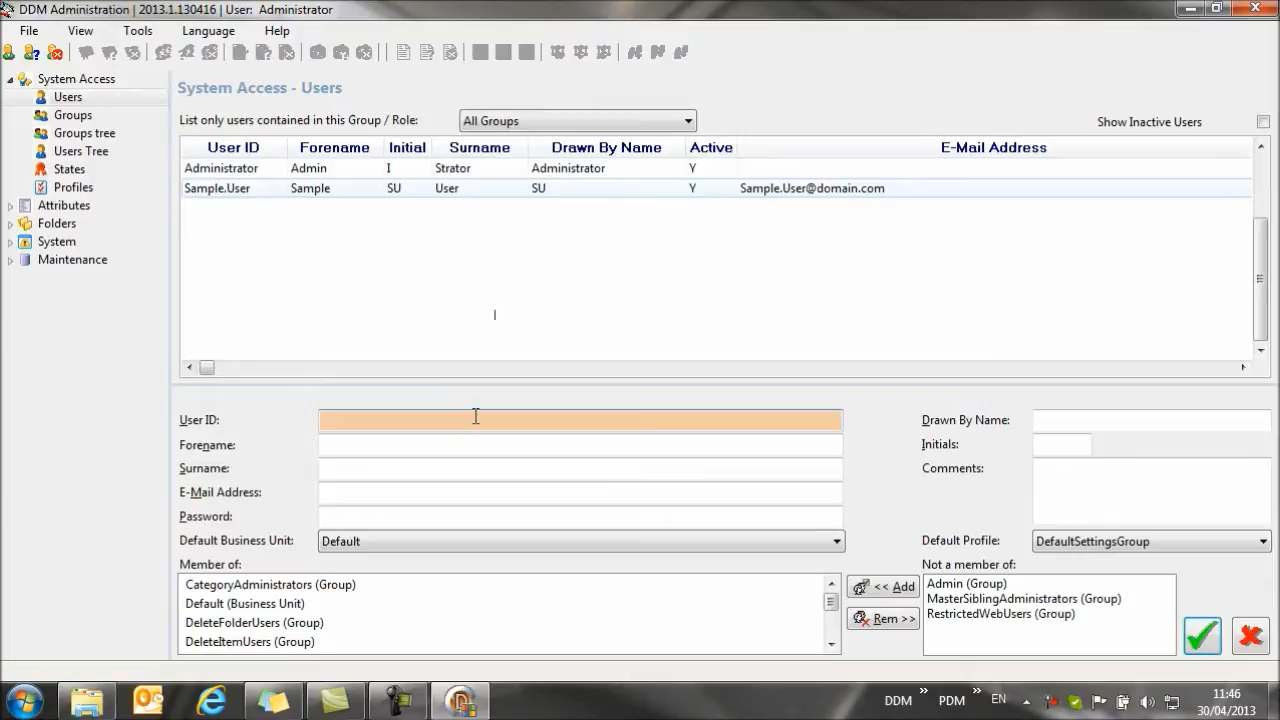 DDM Administration | 2013.1.130416 | User: Administrator
File View Tools Language Help
System Access
Users
Groups
Groups tree
Users Tree
States
Profiles
Attributes
Folders
System
Maintenance
System Access - Users
List only users contained in this Group / Role: All Groups Show Inactive Users
User ID Forename Initial Surname Drawn By Name Active E-Mail Address
Administrator Admin I Strator Administrator Y
Sample.User Sample SU User SU Y Sample.User@domain.com
User ID: Drawn By Name:
Forename: Initials:
Surname: Comments:
E-Mail Address:
Password:
Default Business Unit: Default Default Profile: DefaultSettingsGroup
Member of: Not a member of:
CategoryAdministrators (Group)
Default (Business Unit)
DeleteFolderUsers (Group)
DeleteItemUsers (Group)
<< Add
Rem >>
Admin (Group)
MasterSiblingAdministrators (Group)
RestrictedWebUsers (Group)
DDM » PDM » EN 11:46
30/04/2013